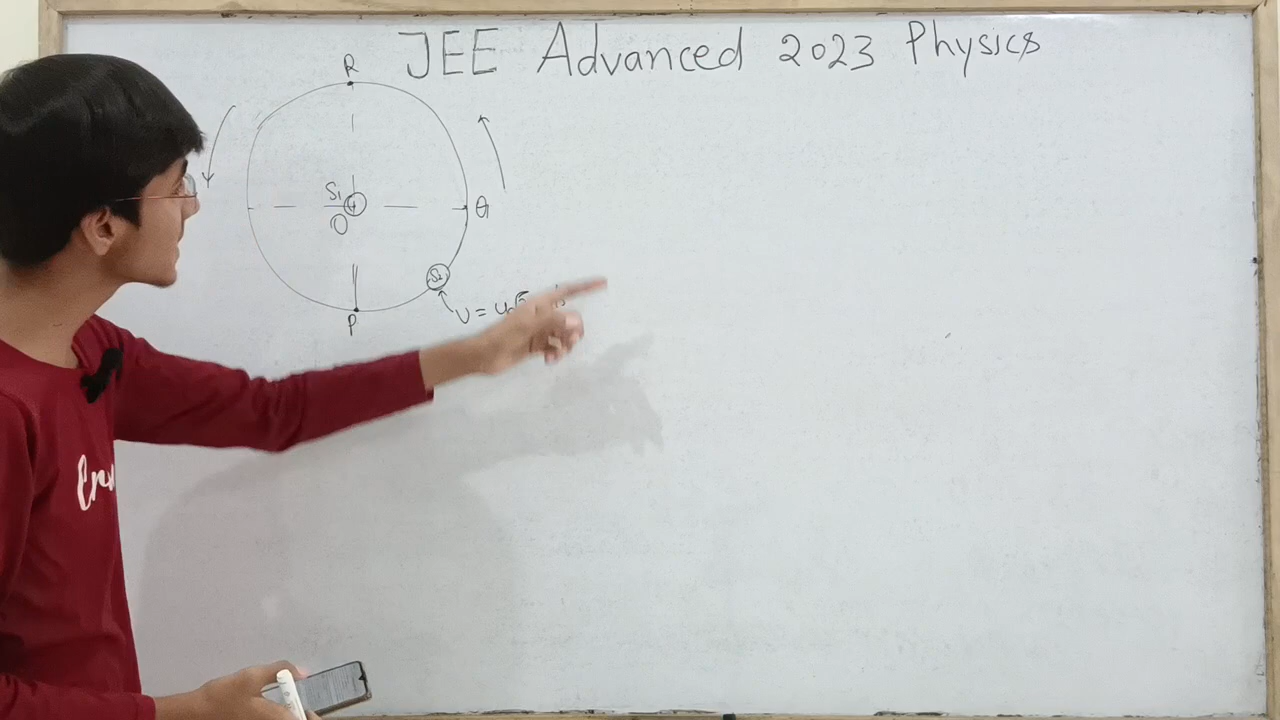 JEE Advanced 2023 Physics
R
S₁
O
Q
S₂
P